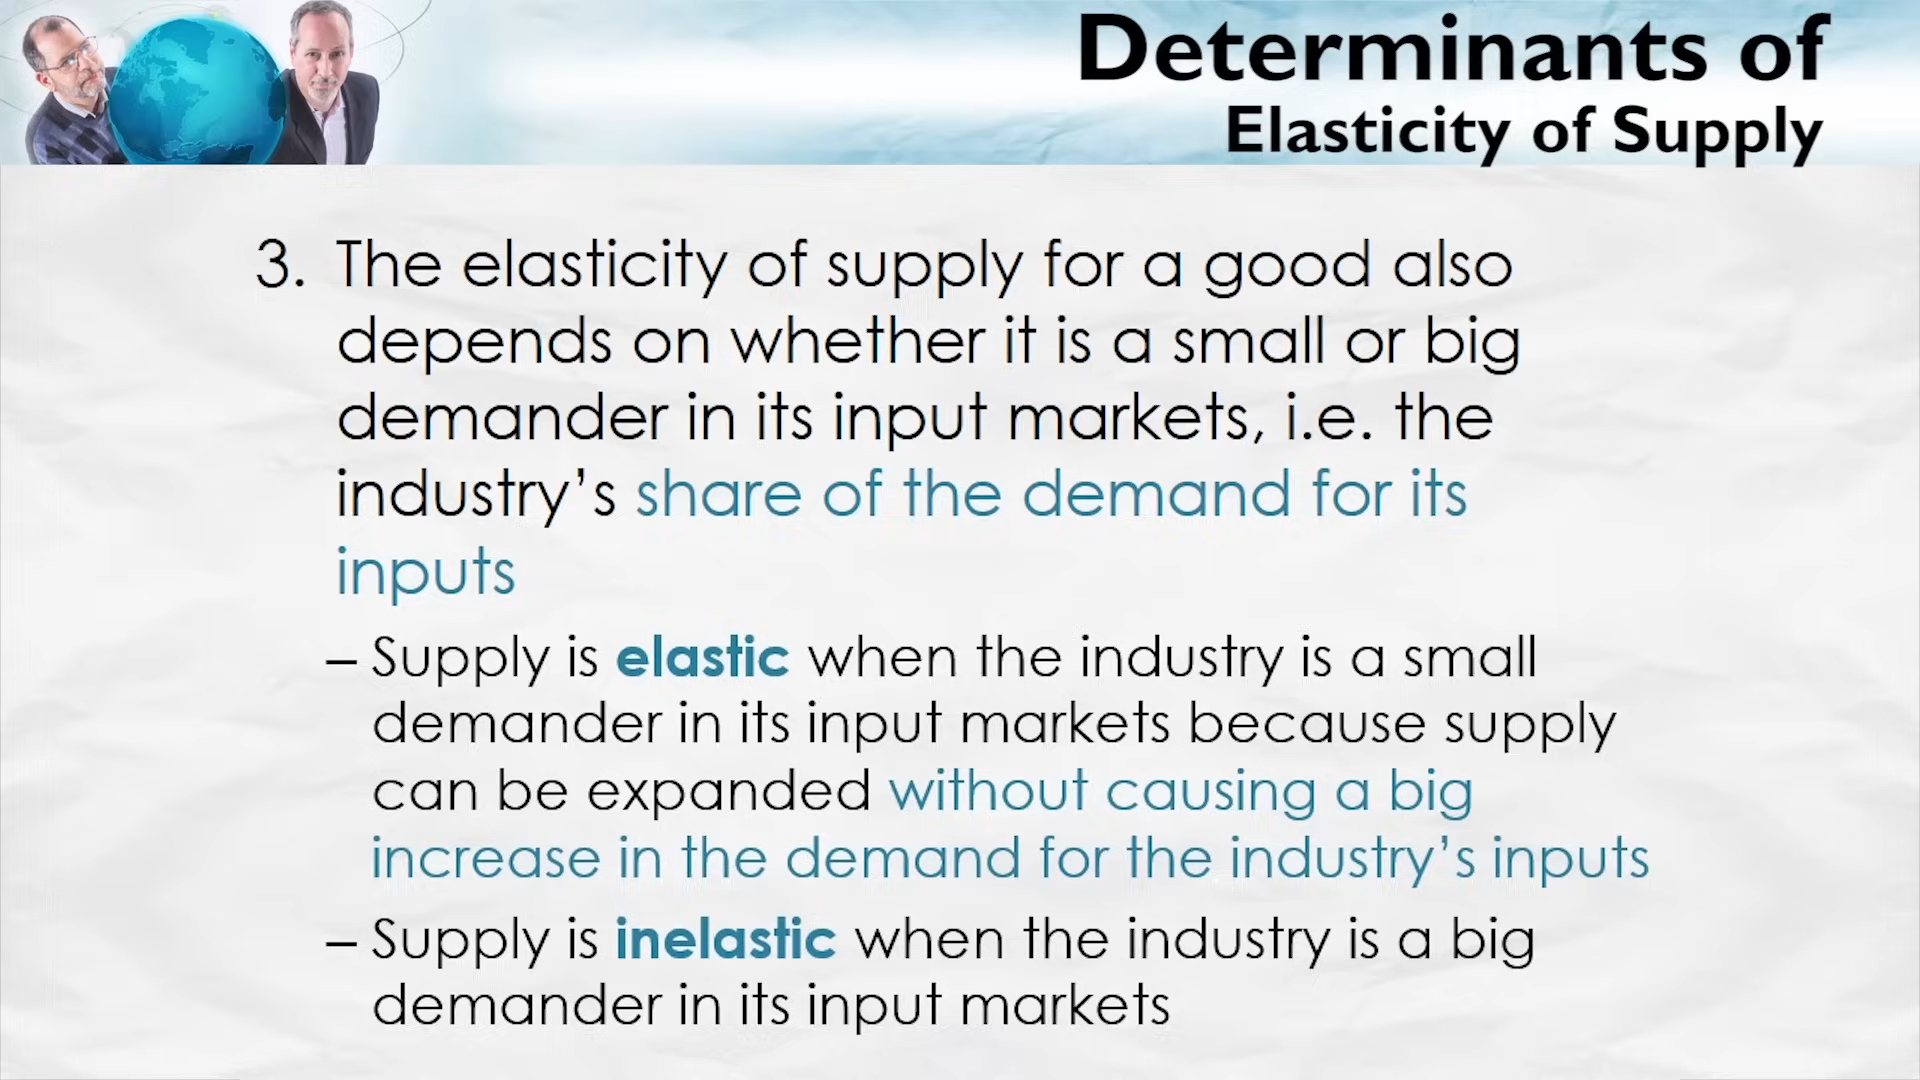 Determinants of
Elasticity of Supply
3. The elasticity of supply for a good also
depends on whether it is a small or big
demander in its input markets, i.e. the
industry’s share of the demand for its
inputs
– Supply is elastic when the industry is a small
demander in its input markets because supply
can be expanded without causing a big
increase in the demand for the industry’s inputs
– Supply is inelastic when the industry is a big
demander in its input markets